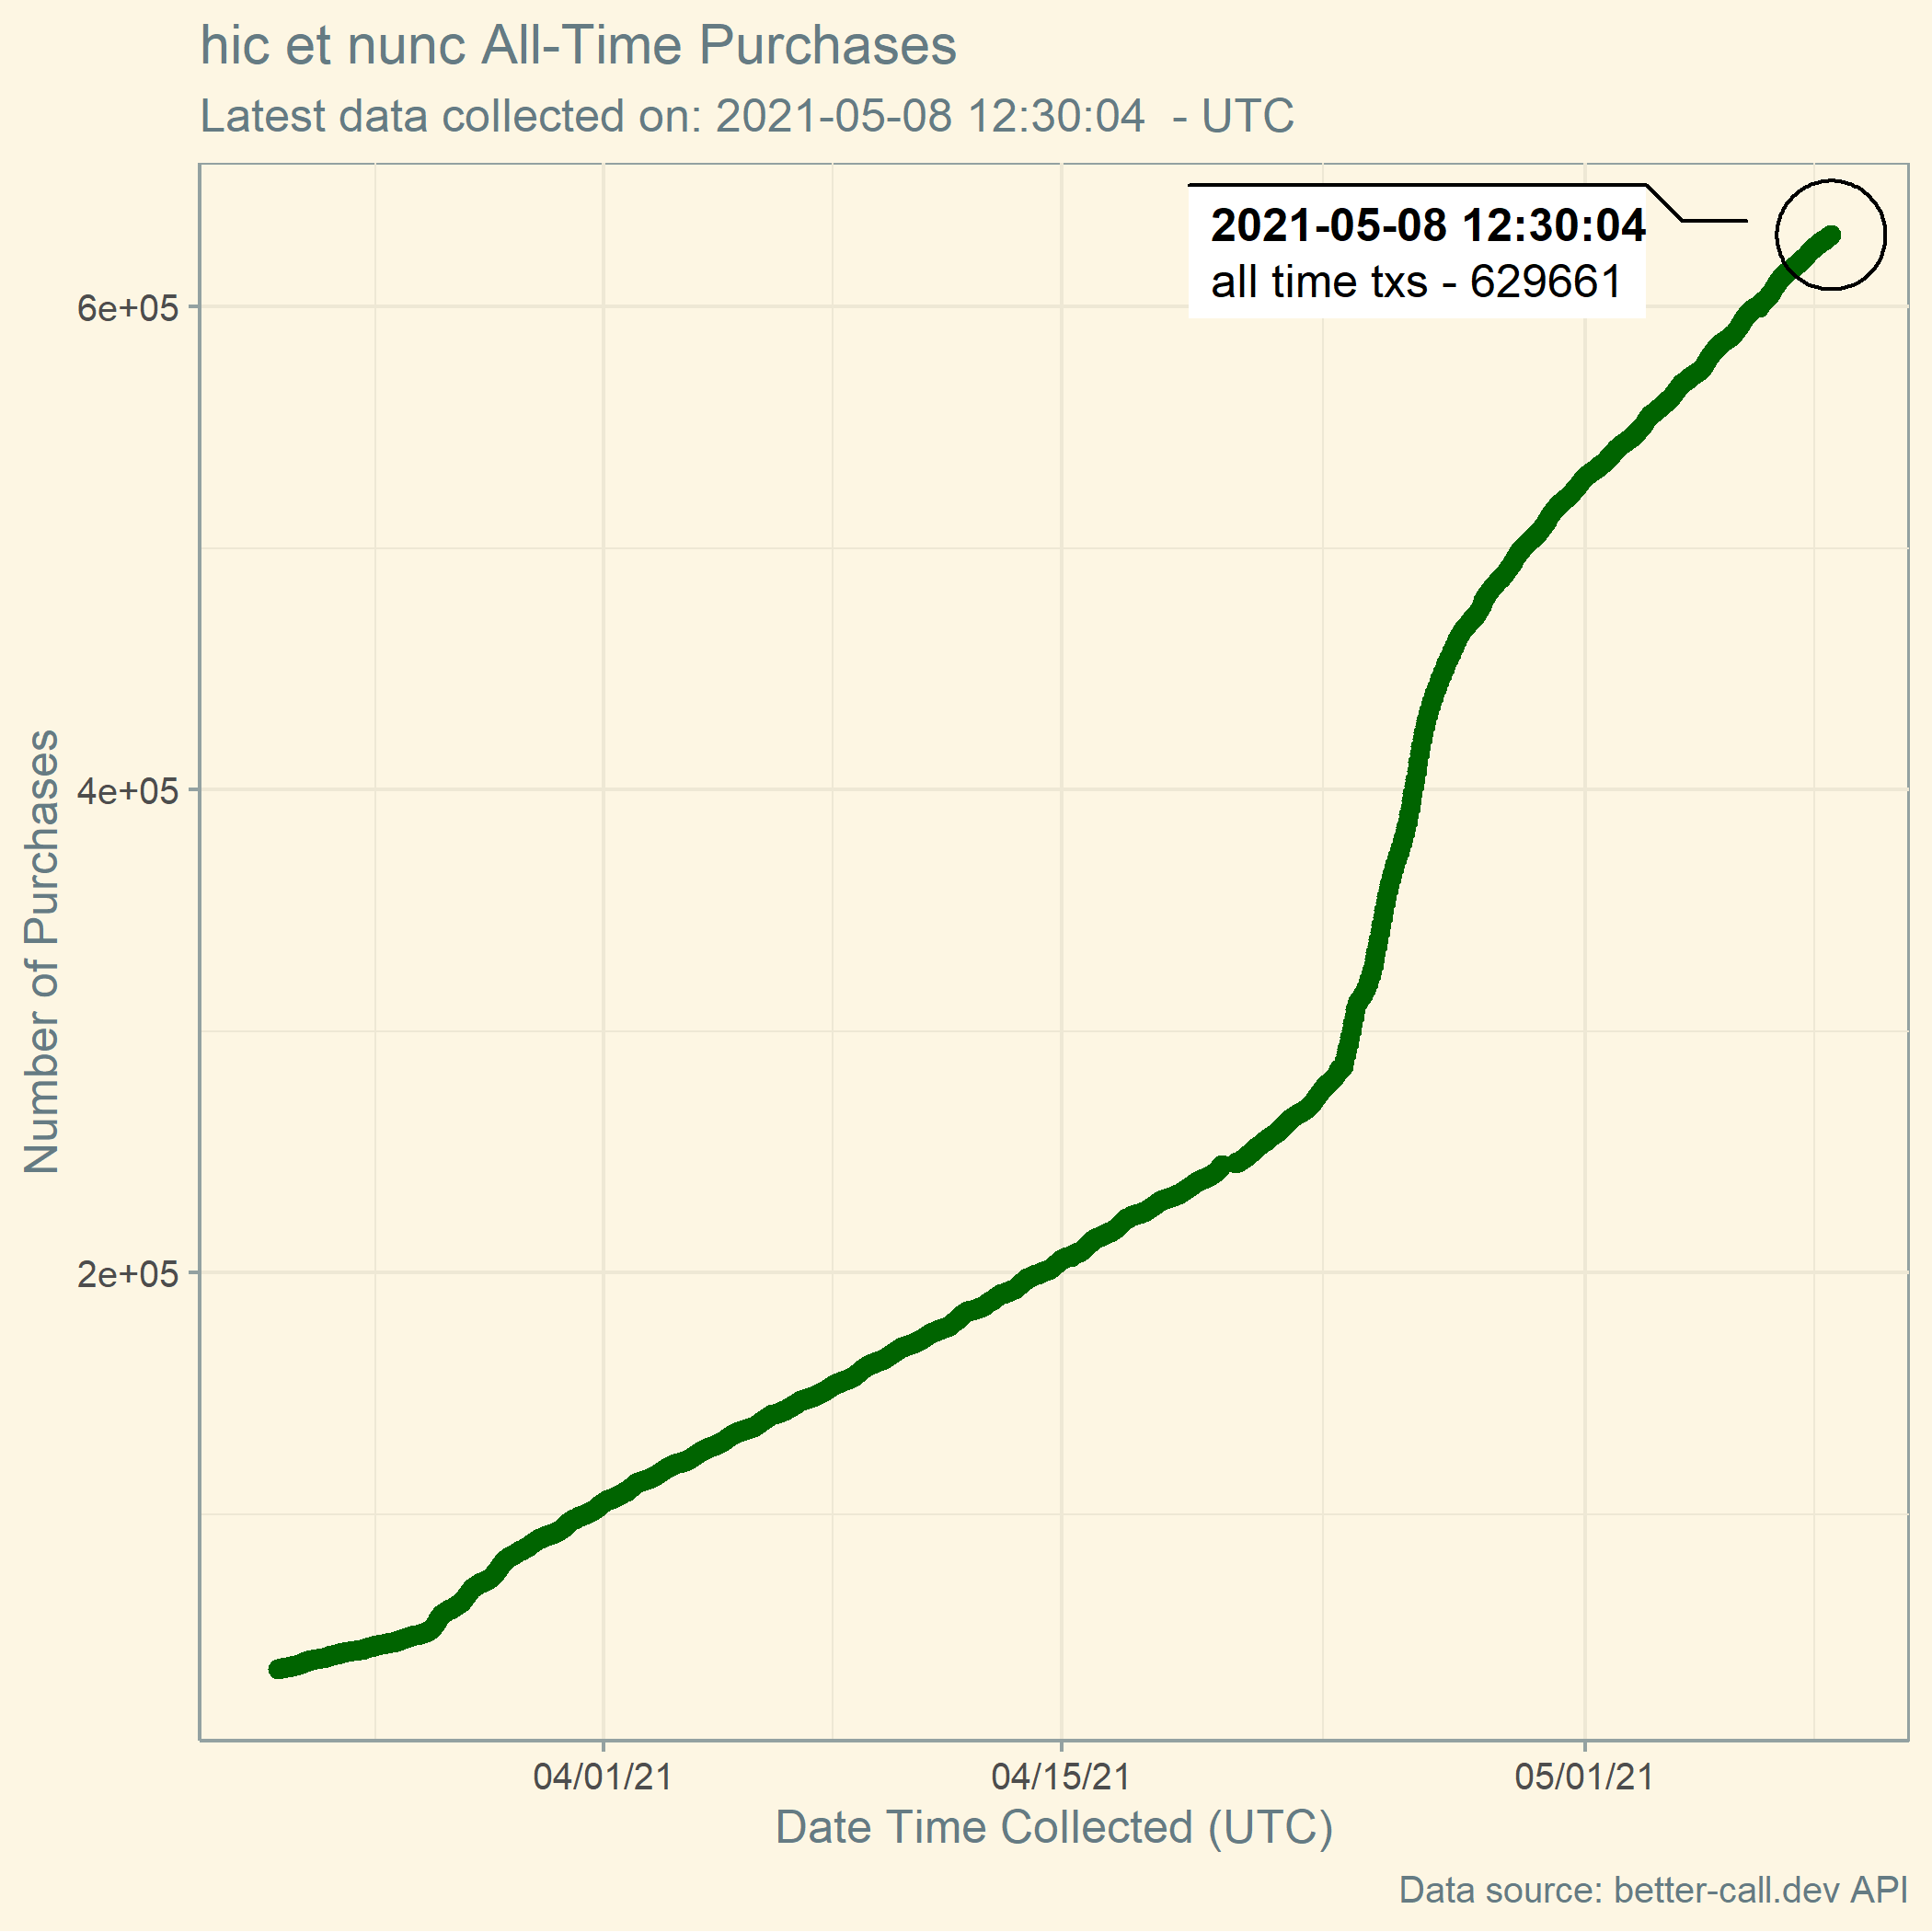 hic et nunc All-Time Purchases
Latest data collected on: 2021-05-08 12:30:04  - UTC
2021-05-08 12:30:04
all time txs - 629661
6e+05
4e+05
2e+05
Number of Purchases
04/01/21
04/15/21
05/01/21
Date Time Collected (UTC)
Data source: better-call.dev API